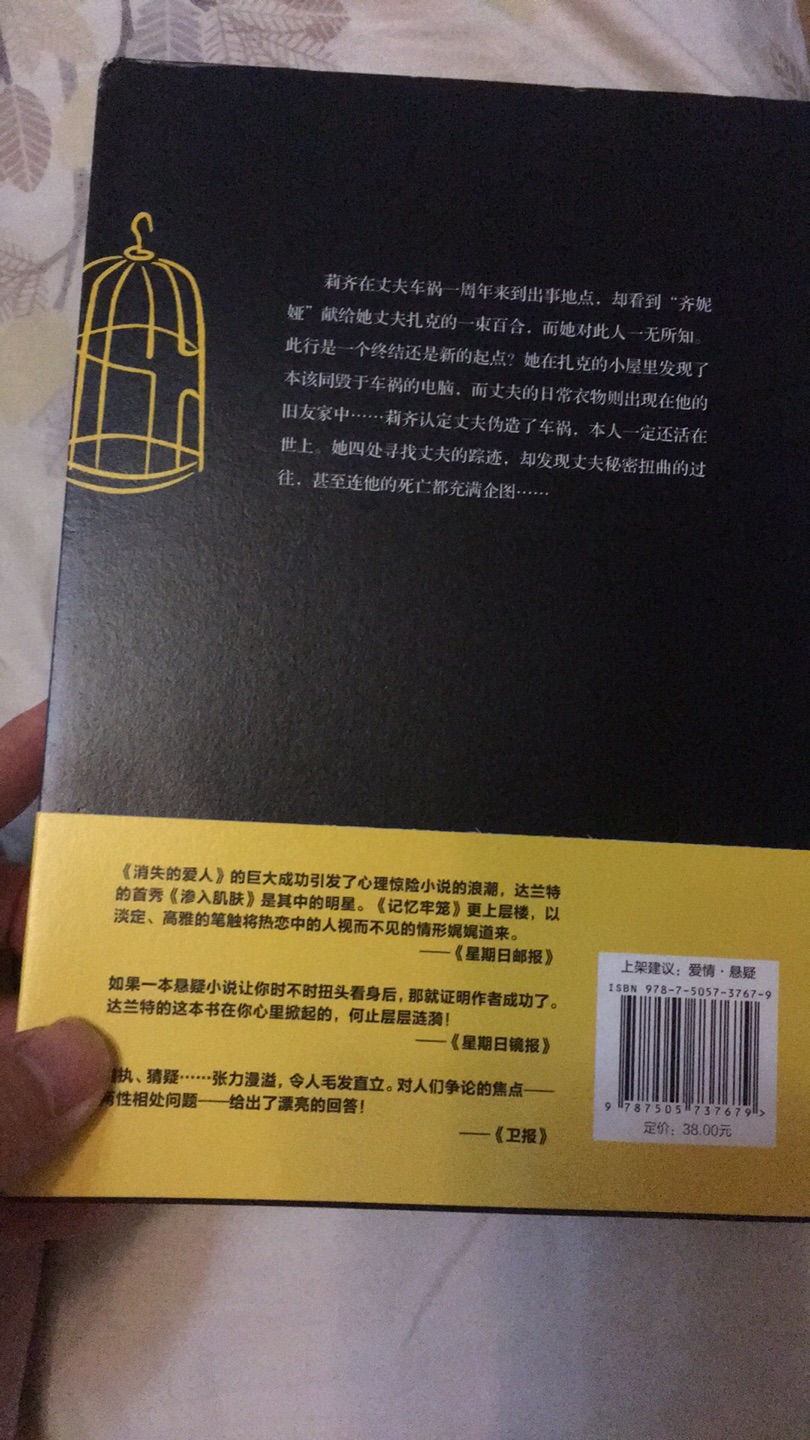 莉齐在丈夫车祸一周年来到出事地点，却看到“齐妮
娅”献给她丈夫扎克的一束百合，而她对此人一无所知。
此行是一个终结还是新的起点？她在扎克的小屋里发现了
本该同毁于车祸的电脑，而丈夫的日常衣物则出现在他的
旧友家中……莉齐认定丈夫伪造了车祸，本人一定还活在
世上。她四处寻找丈夫的踪迹，却发现丈夫秘密扭曲的过
往，甚至连他的死亡都充满企图……
《消失的爱人》的巨大成功引发了心理惊险小说的浪潮，达兰特
的首秀《渗入肌肤》是其中的明星。《记忆牢笼》更上层楼，以
淡定、高雅的笔触将热恋中的人视而不见的情形娓娓道来。
——《星期日邮报》
如果一本悬疑小说让你时不时扭头看身后，那就证明作者成功了。
达兰特的这本书在你心里掀起的，何止层层涟漪！
——《星期日镜报》
执、猜疑……张力漫溢，令人毛发直立。对人们争论的焦点——
性相处问题——给出了漂亮的回答！
——《卫报》
上架建议：爱情·悬疑
ISBN 978-7-5057-3767-9
9 787505 737679 >
定价：38.00元